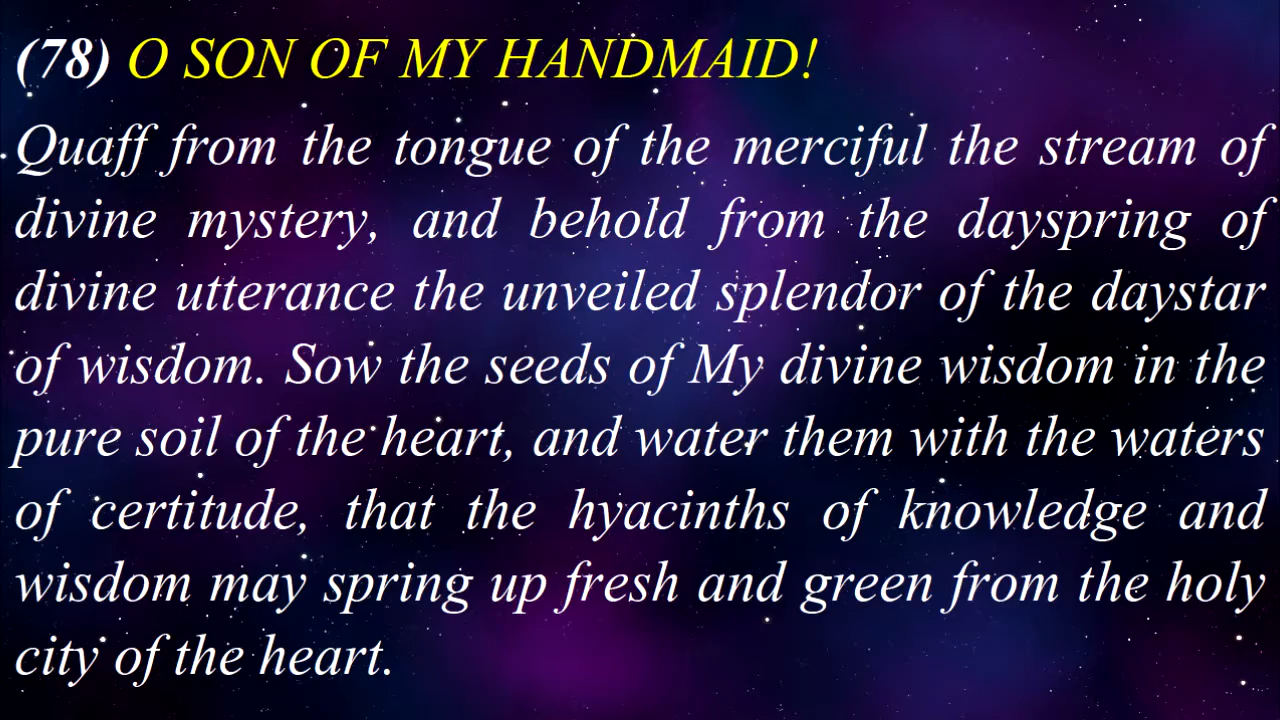 (78) O SON OF MY HANDMAID!
Quaff from the tongue of the merciful the stream of
divine mystery, and behold from the dayspring of
divine utterance the unveiled splendor of the daystar
of wisdom. Sow the seeds of My divine wisdom in the
pure soil of the heart, and water them with the waters
of certitude, that the hyacinths of knowledge and
wisdom may spring up fresh and green from the holy
city of the heart.